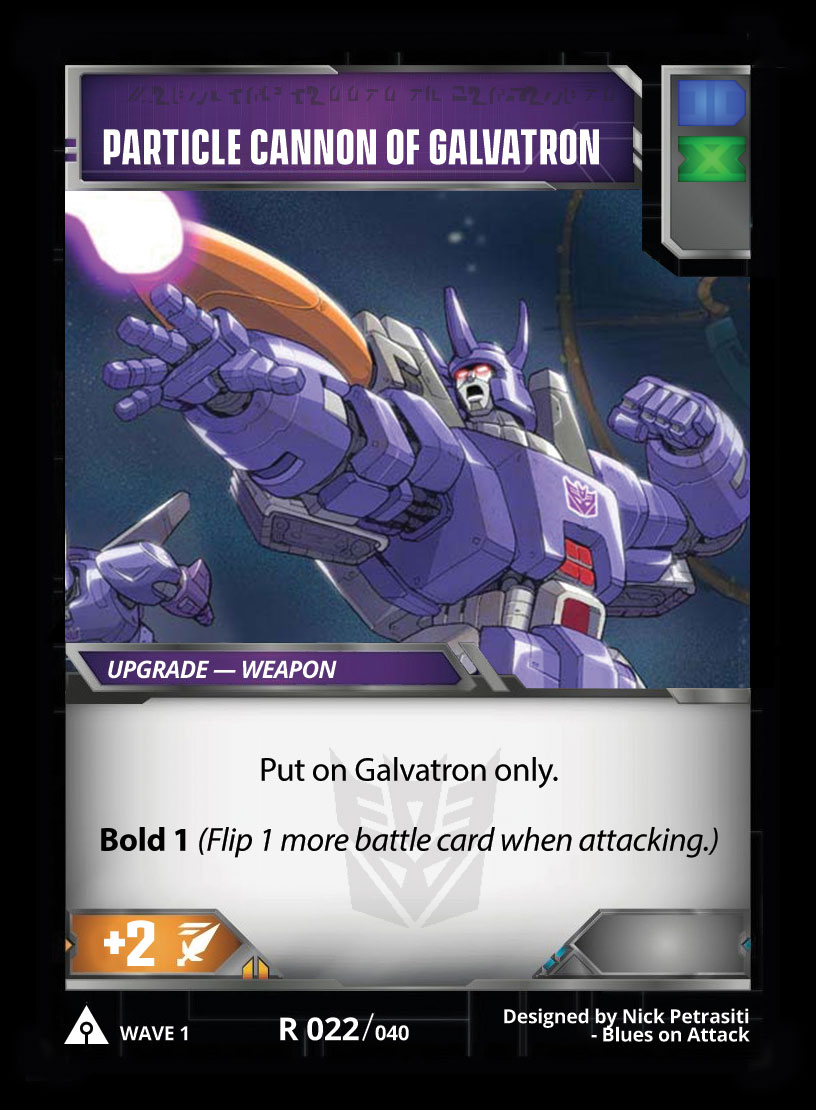 PARTICLE CANNON OF GALVATRON
UPGRADE — WEAPON
Put on Galvatron only.
Bold 1 (Flip 1 more battle card when attacking.)
+2
WAVE 1
R 022/040
Designed by Nick Petrasiti
- Blues on Attack